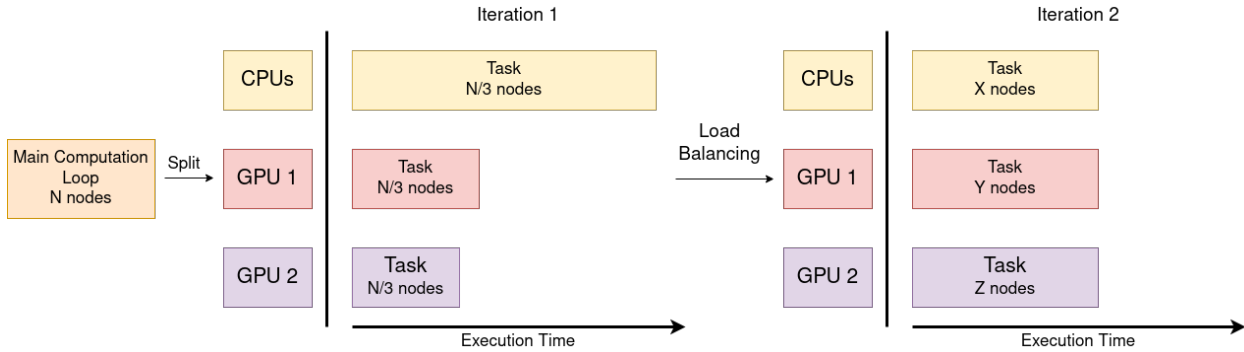 Iteration 1
Iteration 2
Main Computation
Loop
N nodes
Split
CPUs
Task
N/3 nodes
GPU 1
Task
N/3 nodes
GPU 2
Task
N/3 nodes
Execution Time
Load
Balancing
CPUs
Task
X nodes
GPU 1
Task
Y nodes
GPU 2
Task
Z nodes
Execution Time